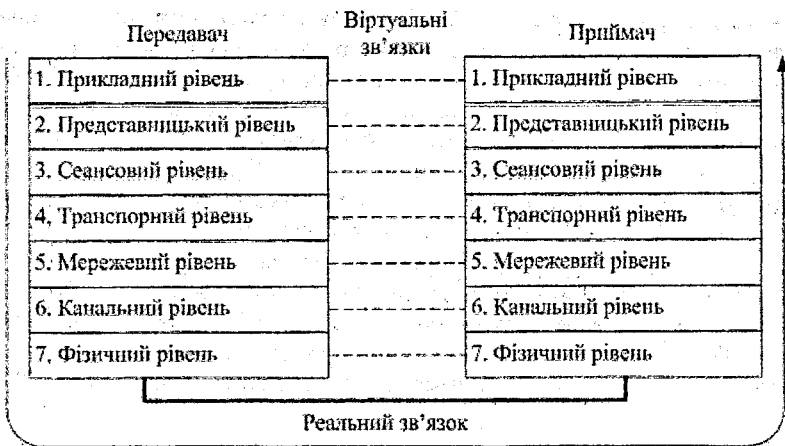 Передавач
Віртуальні
зв’язки
Приймач
1. Прикладний рівень
1. Прикладний рівень
2. Представницький рівень
2. Представницький рівень
3. Сеансовий рівень
3. Сеансовий рівень
4. Транспорний рівень
4. Транспорний рівень
5. Мережевий рівень
5. Мережевий рівень
6. Канальний рівень
6. Канальний рівень
7. Фізичний рівень
7. Фізичний рівень
Реальний зв’язок